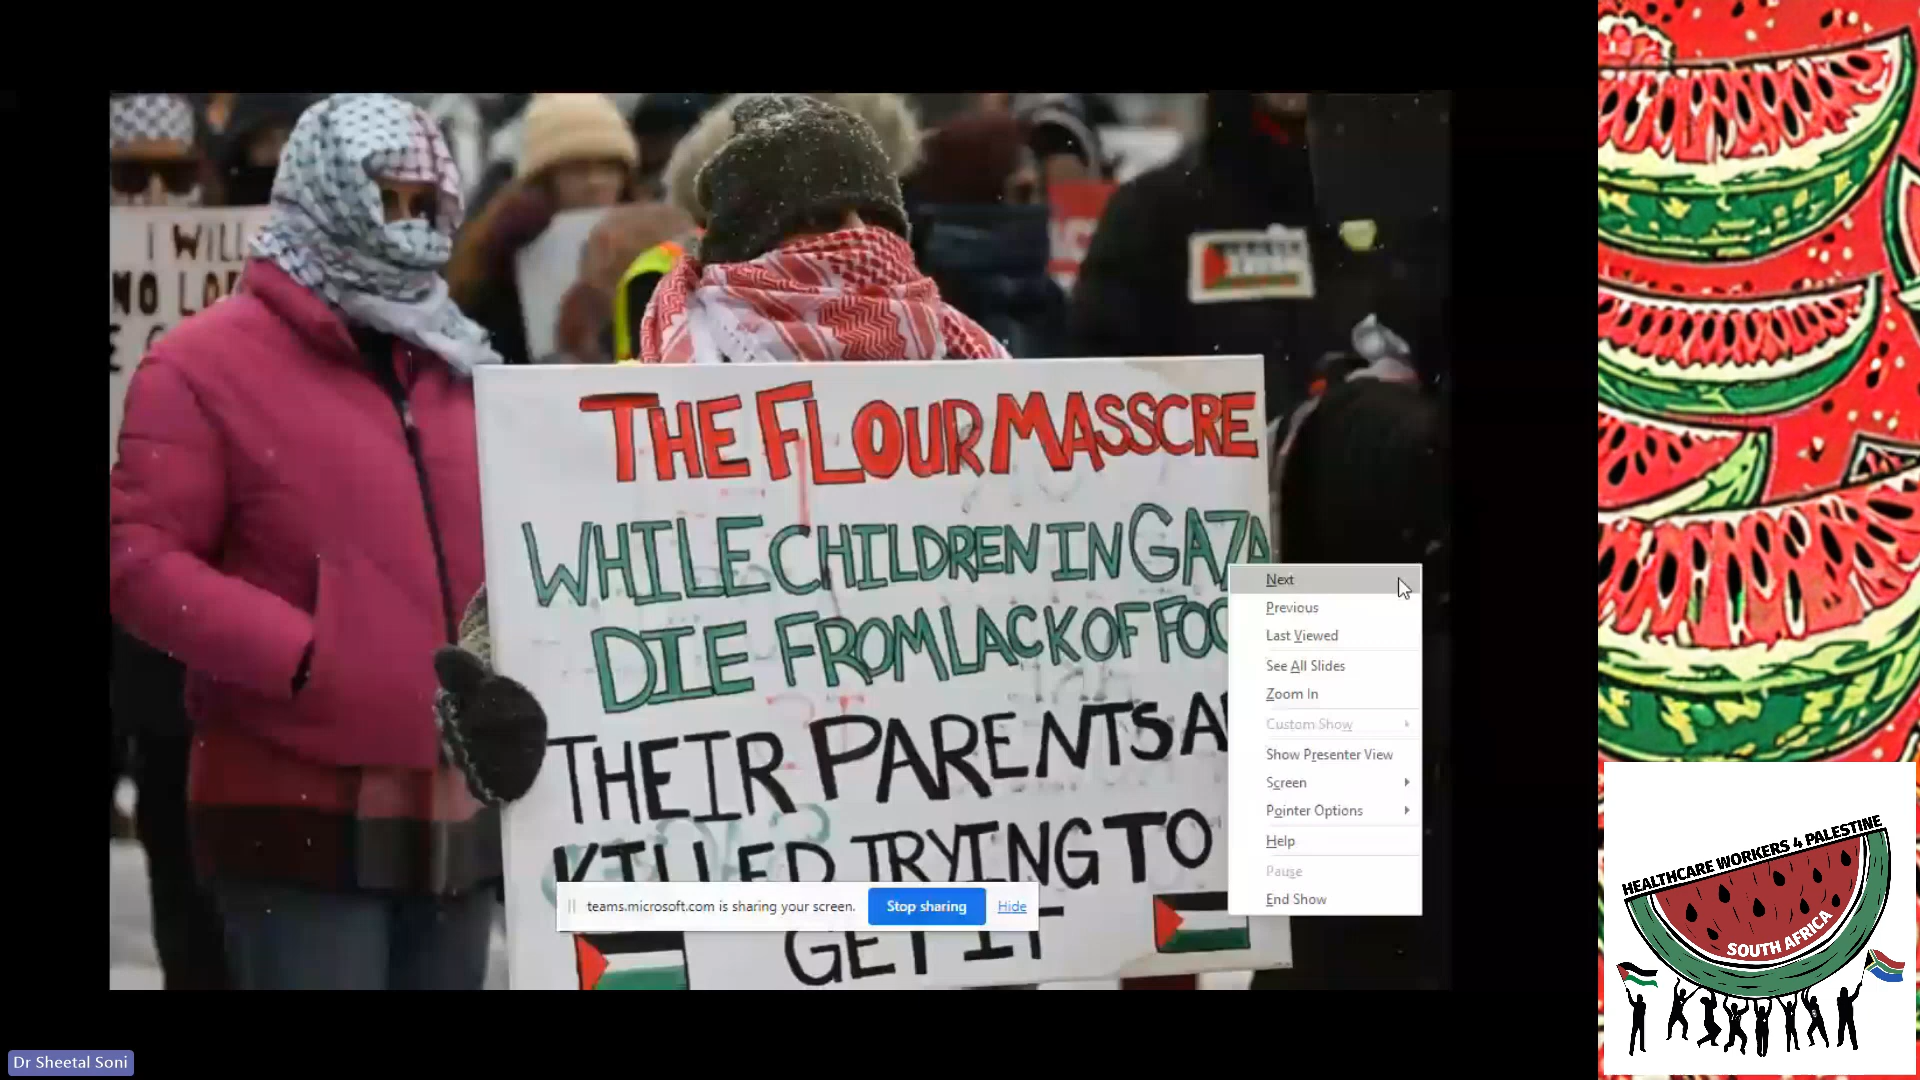 I WILL
NO LO
THE FLOUR MASSCRE
WHILE CHILDREN IN GAZA
DIE FROM LACK OF FOO
THEIR PARENTS A
KILLED TRYING TO
GET IT
Next
Previous
Last Viewed
See All Slides
Zoom In
Custom Show
Show Presenter View
Screen
Pointer Options
Help
Pause
End Show
teams.microsoft.com is sharing your screen.
Stop sharing
Hide
HEALTHCARE WORKERS 4 PALESTINE
SOUTH AFRICA
Dr Sheetal Soni